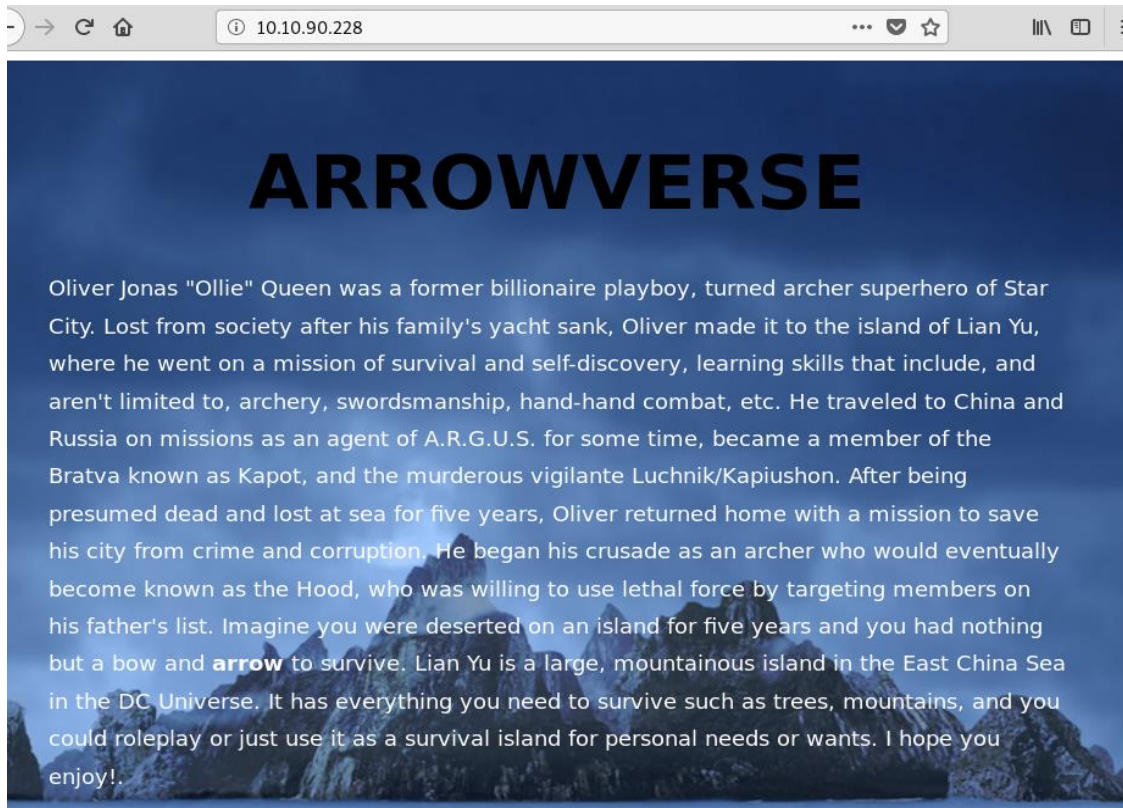 10.10.90.228
ARROWVERSE
Oliver Jonas "Ollie" Queen was a former billionaire playboy, turned archer superhero of Star
City. Lost from society after his family's yacht sank, Oliver made it to the island of Lian Yu,
where he went on a mission of survival and self-discovery, learning skills that include, and
aren't limited to, archery, swordsmanship, hand-hand combat, etc. He traveled to China and
Russia on missions as an agent of A.R.G.U.S. for some time, became a member of the
Bratva known as Kapot, and the murderous vigilante Luchnik/Kapiushon. After being
presumed dead and lost at sea for five years, Oliver returned home with a mission to save
his city from crime and corruption. He began his crusade as an archer who would eventually
become known as the Hood, who was willing to use lethal force by targeting members on
his father's list. Imagine you were deserted on an island for five years and you had nothing
but a bow and arrow to survive. Lian Yu is a large, mountainous island in the East China Sea
in the DC Universe. It has everything you need to survive such as trees, mountains, and you
could roleplay or just use it as a survival island for personal needs or wants. I hope you
enjoy!.